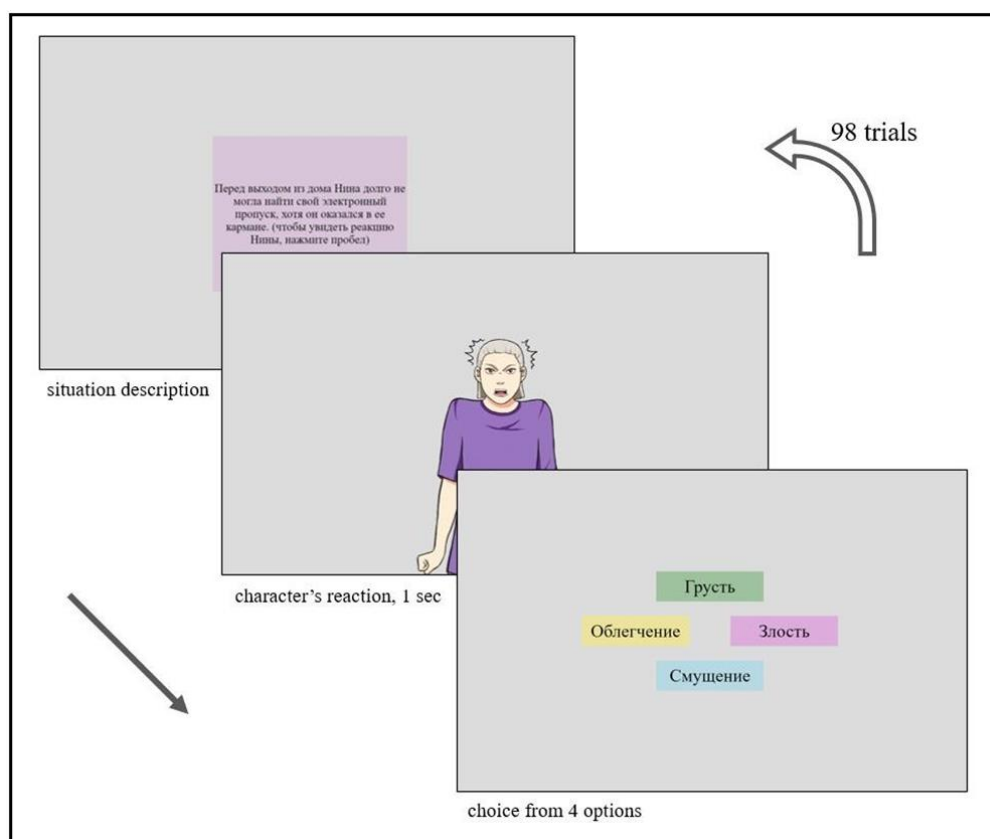 98 trials
Перед выходом из дома Нина долго не
могла найти свой электронный
пропуск, хотя он оказался в ее
кармане. (чтобы увидеть реакцию
Нины, нажмите пробел)
situation description
character's reaction, 1 sec
Грусть
Облегчение
Злость
Смущение
choice from 4 options